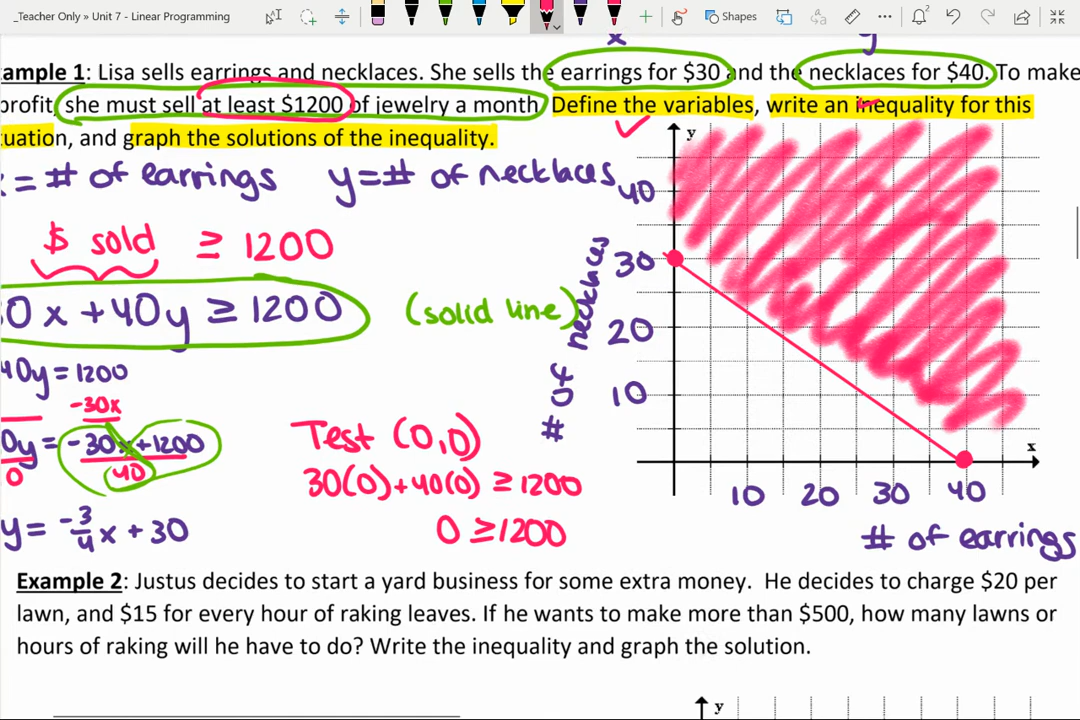 _Teacher Only » Unit 7 - Linear Programming
Shapes
x y
ample 1: Lisa sells earrings and necklaces. She sells the earrings for $30 and the necklaces for $40. To make
profit, she must sell at least $1200 of jewelry a month. Define the variables, write an inequality for this
tuation, and graph the solutions of the inequality.
= # of earrings y=# of necklaces
$ sold ≥ 1200
0x +40y ≥ 1200 (solid line)
40y = 1200
-30x
0y = -30x +1200
0 40
y = -3/4 x + 30
Test (0,0)
30(0)+40(0) ≥ 1200
0 ≥ 1200
y
40
30
20
10
# of necklaces
x
10 20 30 40
# of earrings
Example 2: Justus decides to start a yard business for some extra money. He decides to charge $20 per
lawn, and $15 for every hour of raking leaves. If he wants to make more than $500, how many lawns or
hours of raking will he have to do? Write the inequality and graph the solution.
y